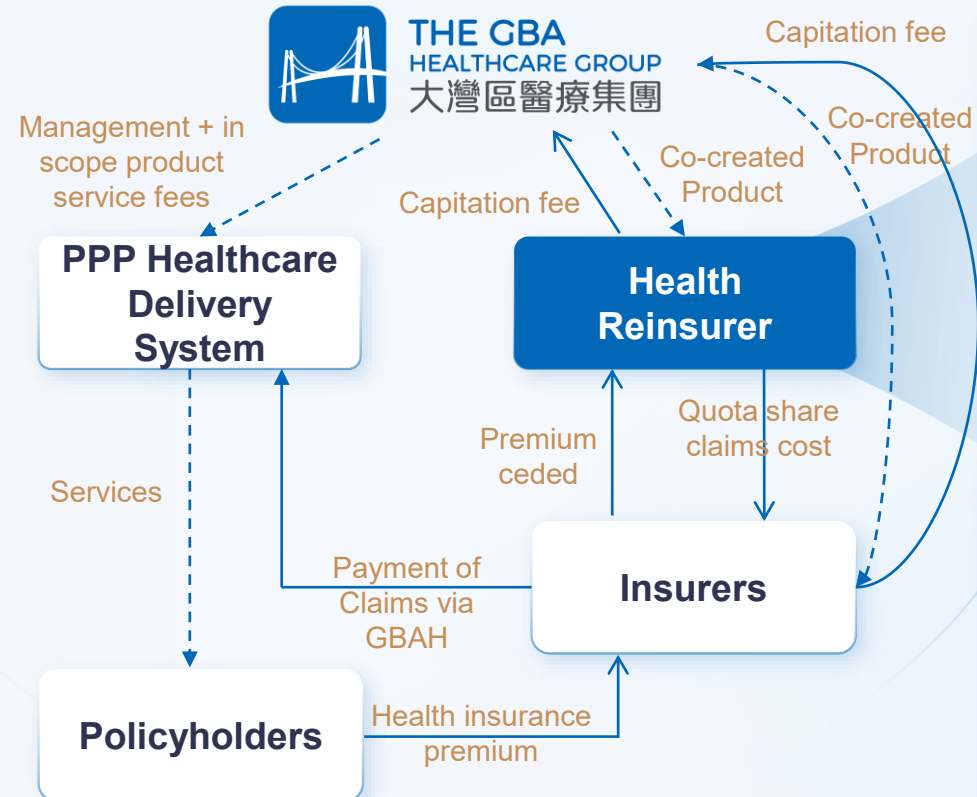 THE GBA
HEALTHCARE GROUP
大灣區醫療集團
Capitation fee
Management + in
scope product
service fees
Co-created
Product
Co-created
Product
Capitation fee
PPP Healthcare
Delivery
System
Health
Reinsurer
Premium
ceded
Quota share
claims cost
Services
Payment of
Claims via
GBAH
Insurers
Policyholders
Health insurance
premium